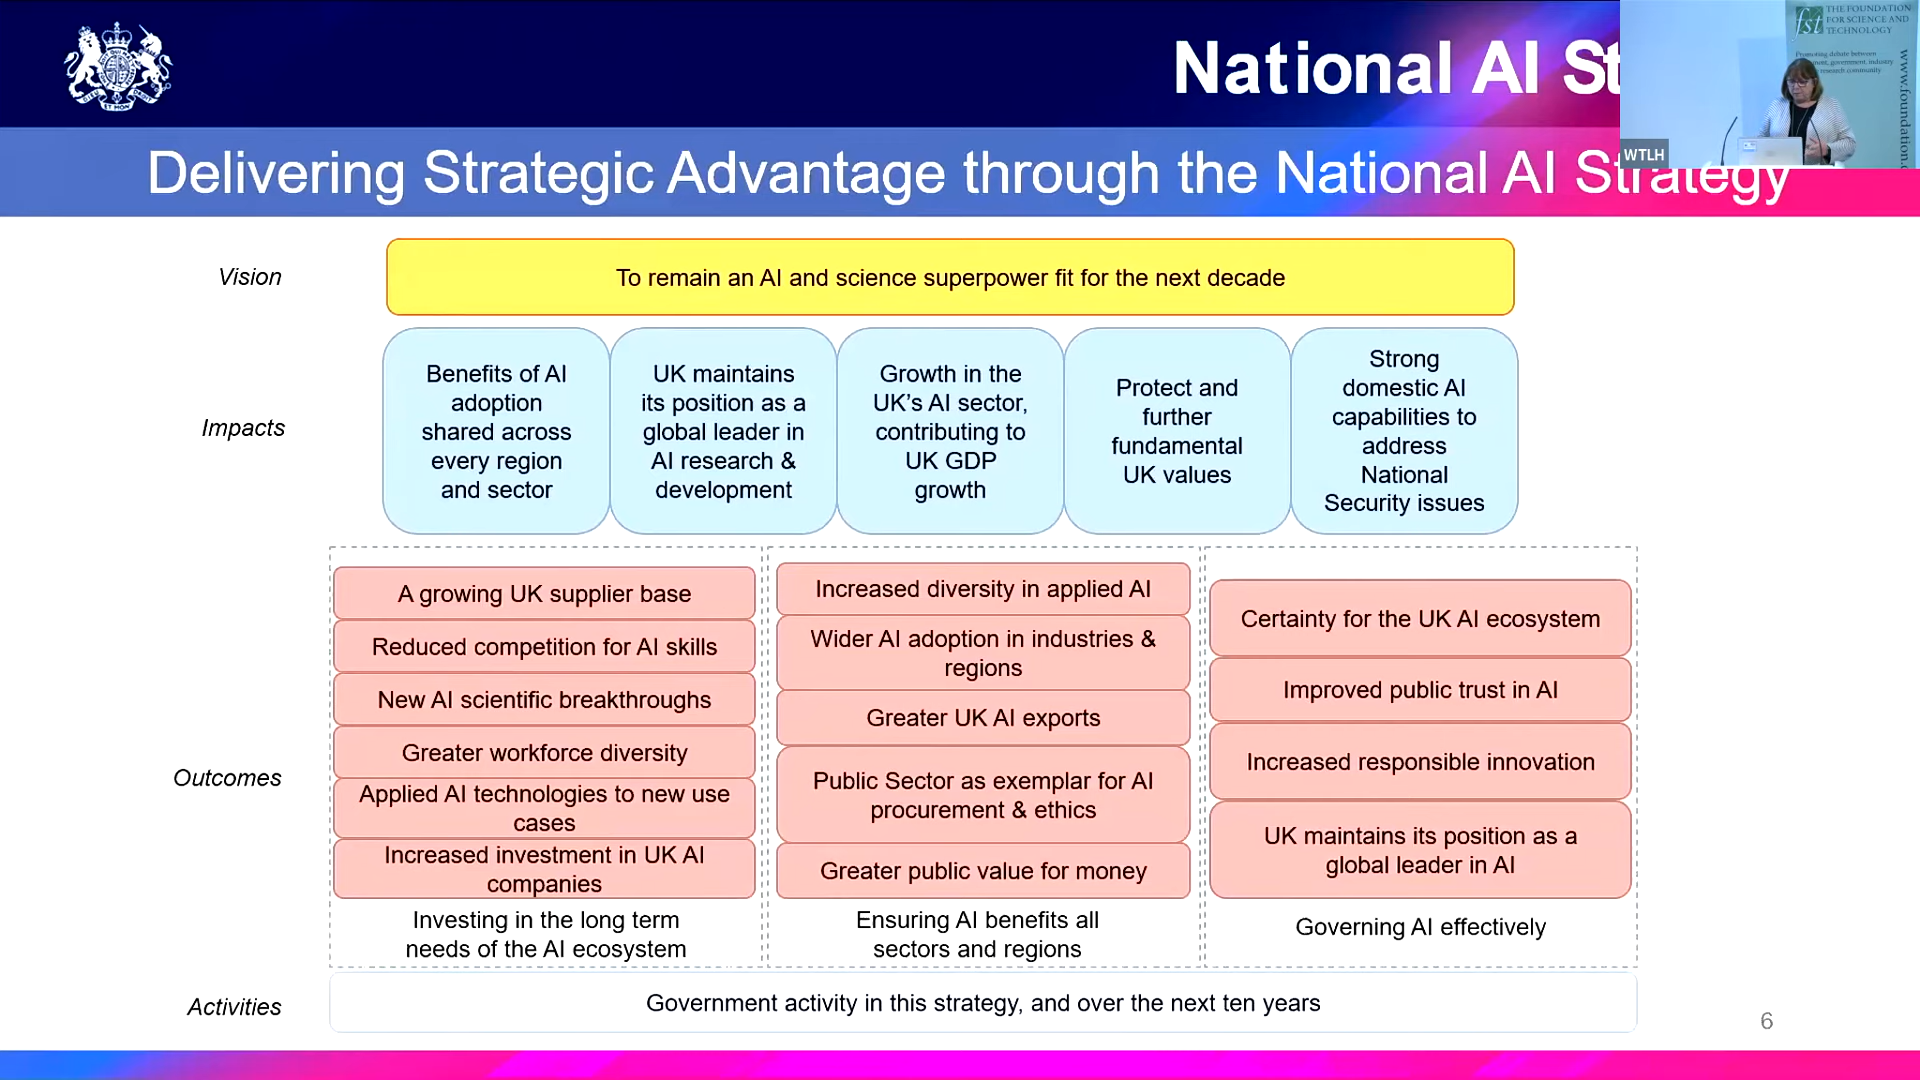 National AI St
THE FOUNDATION
FOR SCIENCE AND
TECHNOLOGY
fst
Promoting debate between
government, industry
research community
www.foundation.
WTLH
Delivering Strategic Advantage through the National AI Strategy
Vision
To remain an AI and science superpower fit for the next decade
Impacts
Benefits of AI
adoption
shared across
every region
and sector
UK maintains
its position as a
global leader in
AI research &
development
Growth in the
UK's AI sector,
contributing to
UK GDP
growth
Protect and
further
fundamental
UK values
Strong
domestic AI
capabilities to
address
National
Security issues
Outcomes
A growing UK supplier base
Reduced competition for AI skills
New AI scientific breakthroughs
Greater workforce diversity
Applied AI technologies to new use
cases
Increased investment in UK AI
companies
Investing in the long term
needs of the AI ecosystem
Increased diversity in applied AI
Wider AI adoption in industries &
regions
Greater UK AI exports
Public Sector as exemplar for AI
procurement & ethics
Greater public value for money
Ensuring AI benefits all
sectors and regions
Certainty for the UK AI ecosystem
Improved public trust in AI
Increased responsible innovation
UK maintains its position as a
global leader in AI
Governing AI effectively
Activities
Government activity in this strategy, and over the next ten years
6